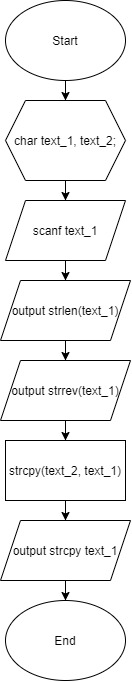 Start
char text_1, text_2;
scanf text_1
output strlen(text_1)
output strrev(text_1)
strcpy(text_2, text_1)
output strcpy text_1
End